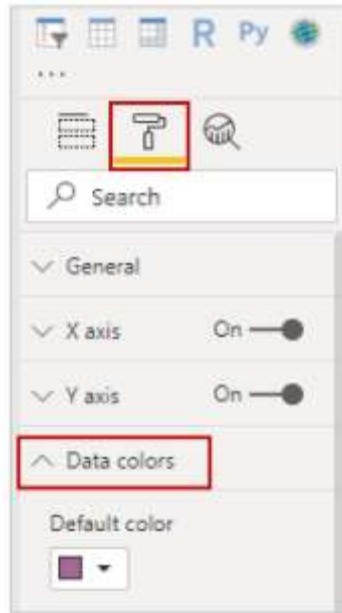 R Py
...
Search
General
X axis On
Y axis On
Data colors
Default color